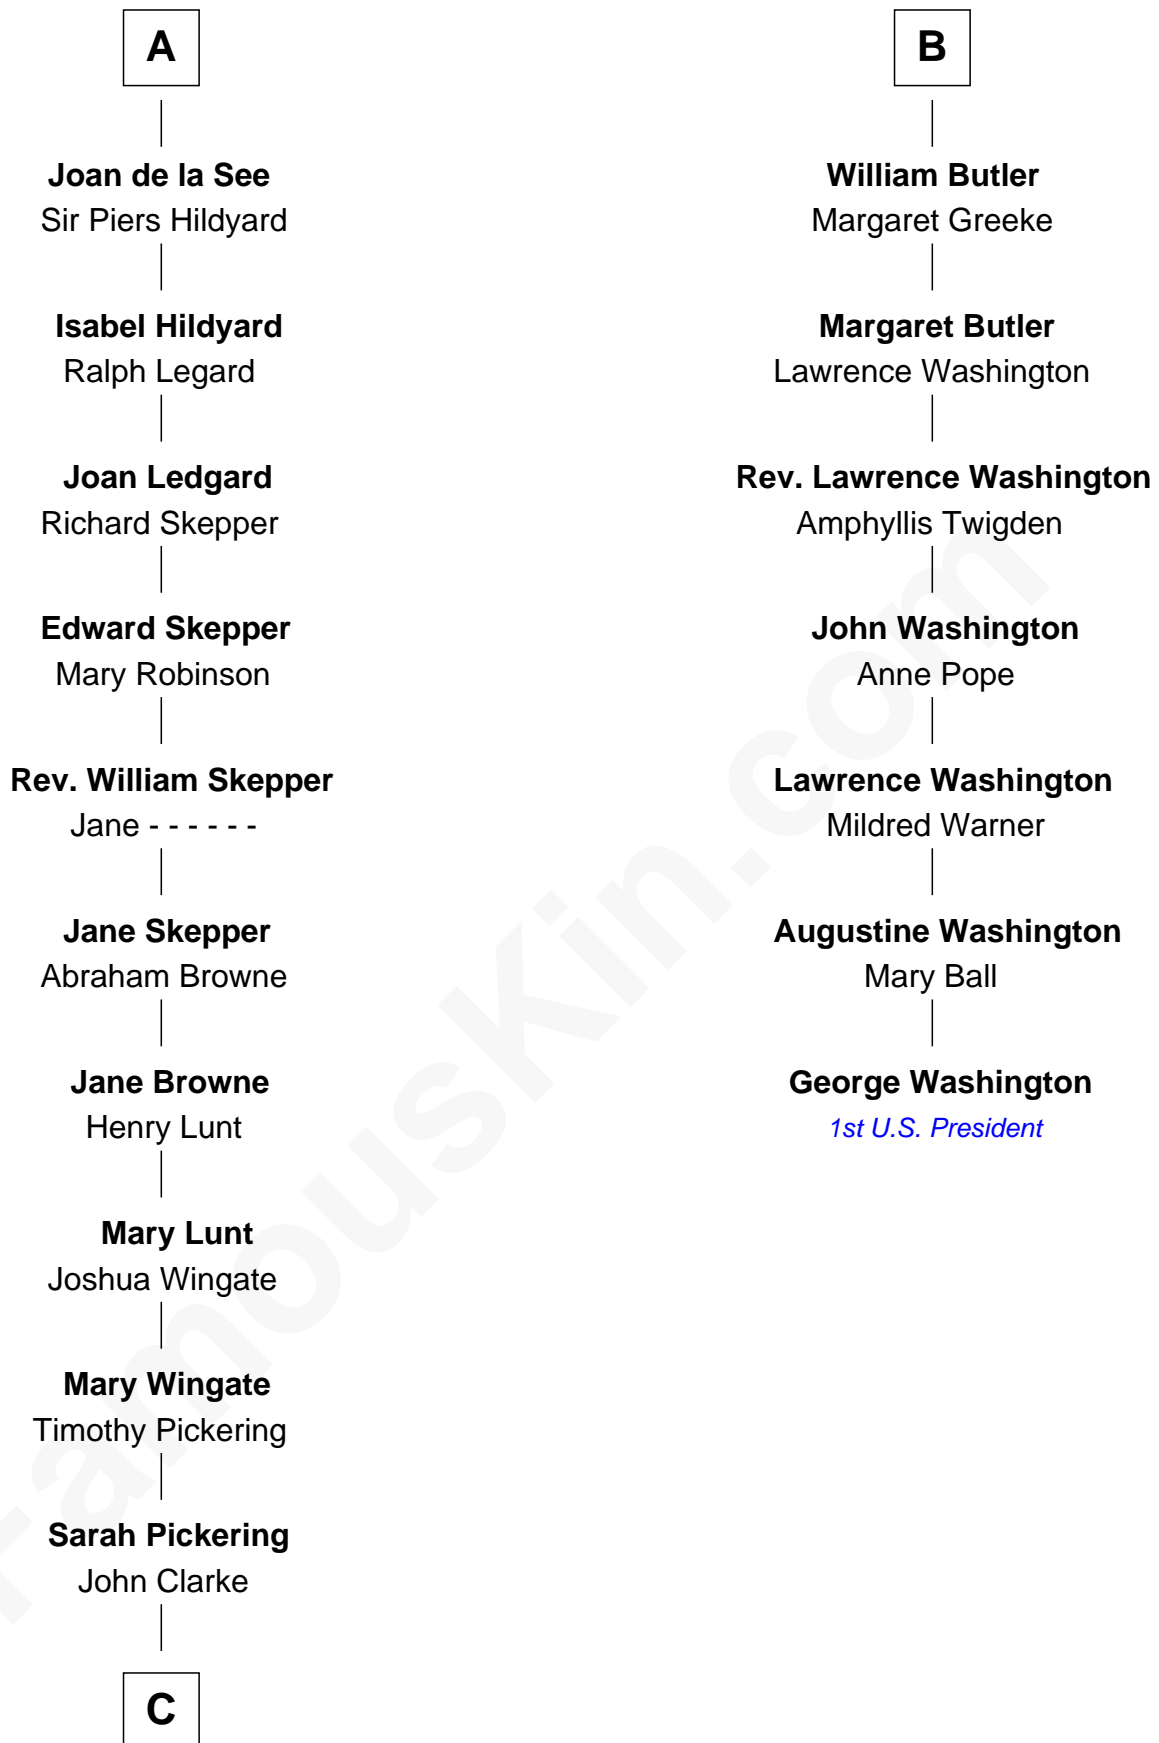 A
Joan de la See
Sir Piers Hildyard
Isabel Hildyard
Ralph Legard
Joan Ledgard
Richard Skepper
Edward Skepper
Mary Robinson
Rev. William Skepper
Jane - - - - - -
Jane Skepper
Abraham Browne
Jane Browne
Henry Lunt
Mary Lunt
Joshua Wingate
Mary Wingate
Timothy Pickering
Sarah Pickering
John Clarke
C
B
William Butler
Margaret Greeke
Margaret Butler
Lawrence Washington
Rev. Lawrence Washington
Amphyllis Twigden
John Washington
Anne Pope
Lawrence Washington
Mildred Warner
Augustine Washington
Mary Ball
George Washington
1st U.S. President
FamousKin.com